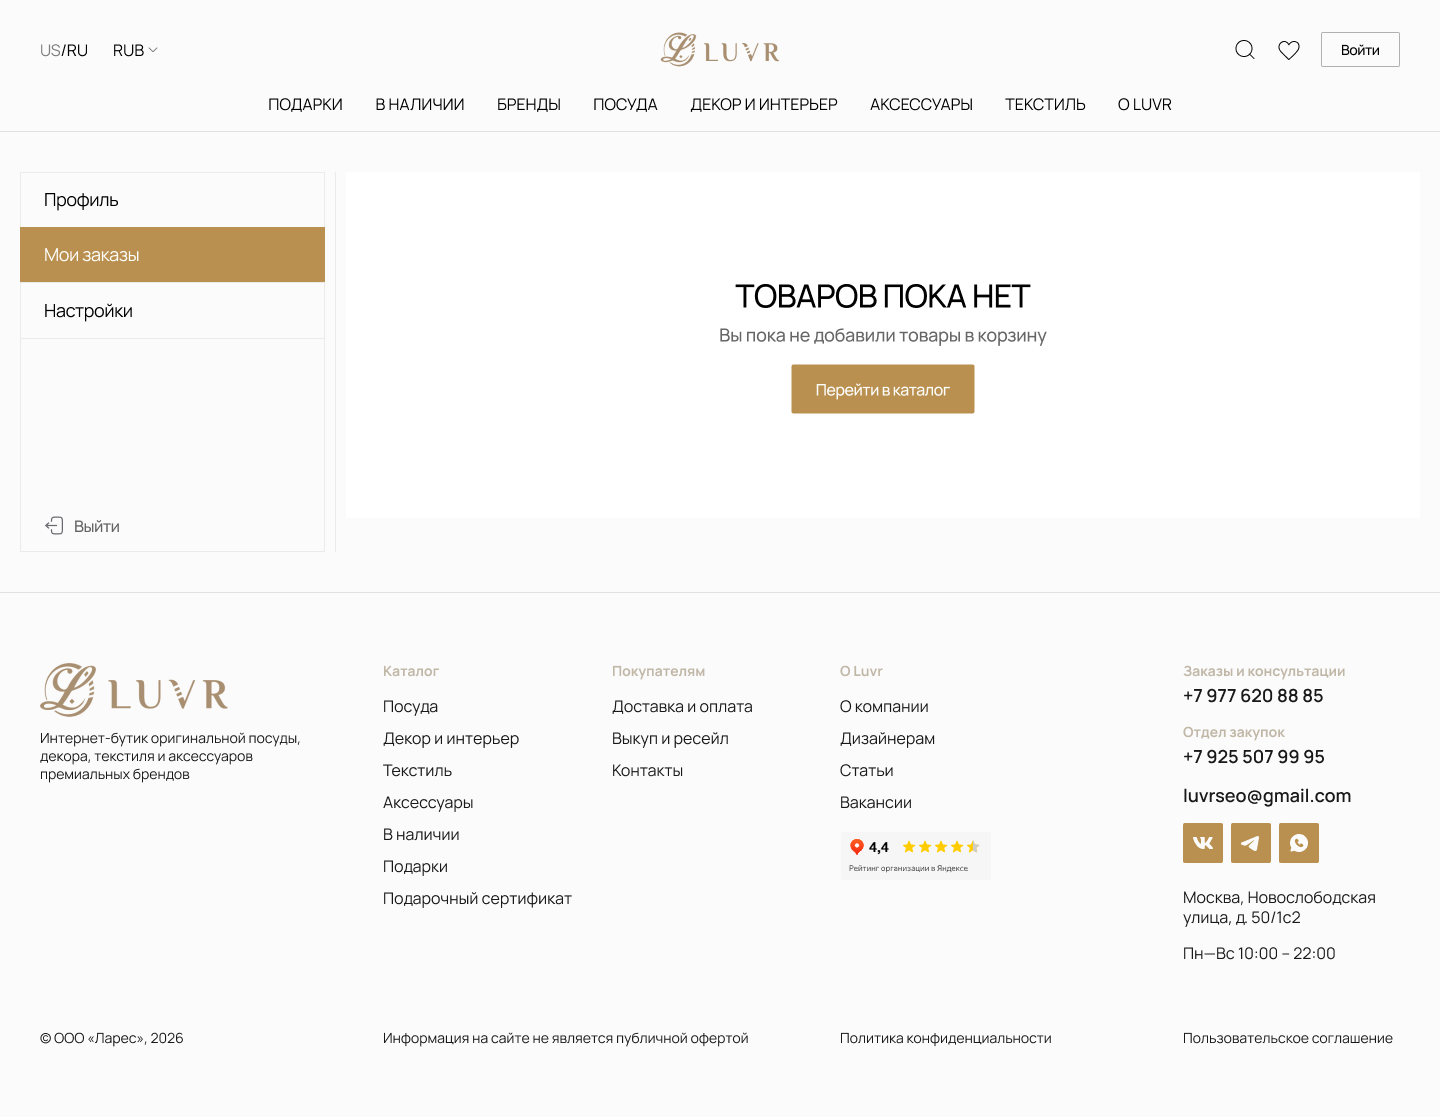 US/RU
RUB
LUVR
Войти
ПОДАРКИ
В НАЛИЧИИ
БРЕНДЫ
ПОСУДА
ДЕКОР И ИНТЕРЬЕР
АКСЕССУАРЫ
ТЕКСТИЛЬ
О LUVR
Профиль
Мои заказы
Настройки
Выйти
ТОВАРОВ ПОКА НЕТ
Вы пока не добавили товары в корзину
Перейти в каталог
LUVR
Интернет-бутик оригинальной посуды,
декора, текстиля и аксессуаров
премиальных брендов
Каталог
Посуда
Декор и интерьер
Текстиль
Аксессуары
В наличии
Подарки
Подарочный сертификат
Покупателям
Доставка и оплата
Выкуп и ресейл
Контакты
О Luvr
О компании
Дизайнерам
Статьи
Вакансии
4,4
Рейтинг организации в Яндексе
Заказы и консультации
+7 977 620 88 85
Отдел закупок
+7 925 507 99 95
luvrseo@gmail.com
Москва, Новослободская
улица, д. 50/1с2
Пн—Вс 10:00 – 22:00
© ООО «Ларес», 2026
Информация на сайте не является публичной офертой
Политика конфиденциальности
Пользовательское соглашение